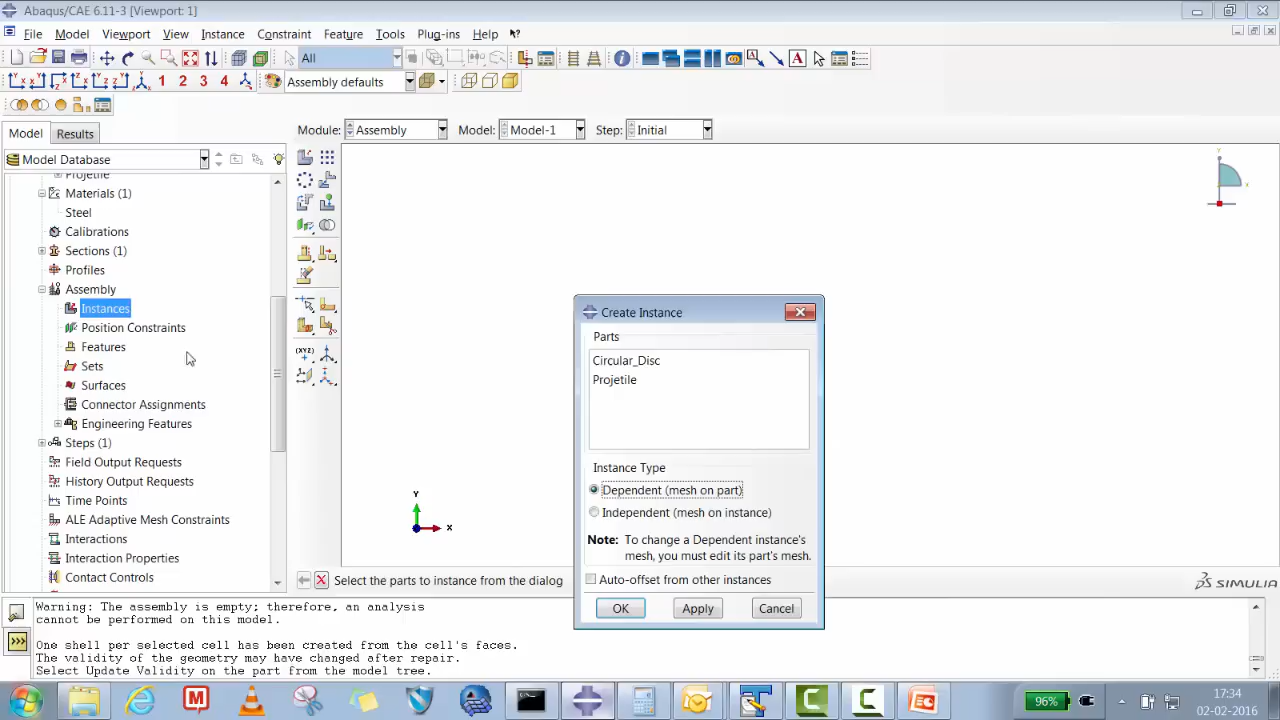 Abaqus/CAE 6.11-3 [Viewport: 1]
File Model Viewport View Instance Constraint Feature Tools Plug-ins Help
All
1 2 3 4 Assembly defaults
Model Results Module: Assembly Model: Model-1 Step: Initial
Model Database
Projetile
Materials (1)
Steel
Calibrations
Sections (1)
Profiles
Assembly
Instances
Position Constraints
Features
Sets
Surfaces
Connector Assignments
Engineering Features
Steps (1)
Field Output Requests
History Output Requests
Time Points
ALE Adaptive Mesh Constraints
Interactions
Interaction Properties
Contact Controls
Y
X
Create Instance
Parts
Circular_Disc
Projetile
Instance Type
Dependent (mesh on part)
Independent (mesh on instance)
Note: To change a Dependent instance's
mesh, you must edit its part's mesh.
Auto-offset from other instances
OK Apply Cancel
Y
X
Select the parts to instance from the dialog
SIMULIA
Warning: The assembly is empty; therefore, an analysis
cannot be performed on this model.
One shell per selected cell has been created from the cell's faces.
The validity of the geometry may have changed after repair.
Select Update Validity on the part from the model tree.
96%
17:34
02-02-2016